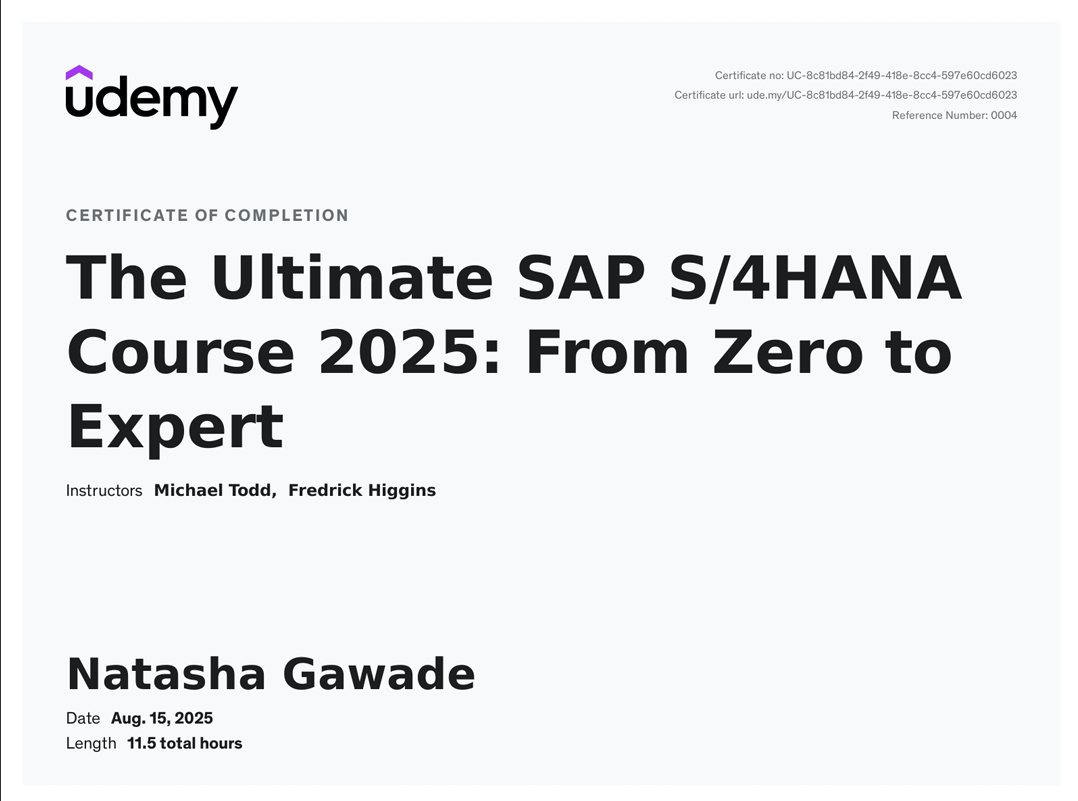 udemy
Certificate no: UC-8c81bd84-2f49-418e-8cc4-597e60cd6023
Certificate url: ude.my/UC-8c81bd84-2f49-418e-8cc4-597e60cd6023
Reference Number: 0004
CERTIFICATE OF COMPLETION
The Ultimate SAP S/4HANA
Course 2025: From Zero to
Expert
Instructors Michael Todd, Fredrick Higgins
Natasha Gawade
Date Aug. 15, 2025
Length 11.5 total hours